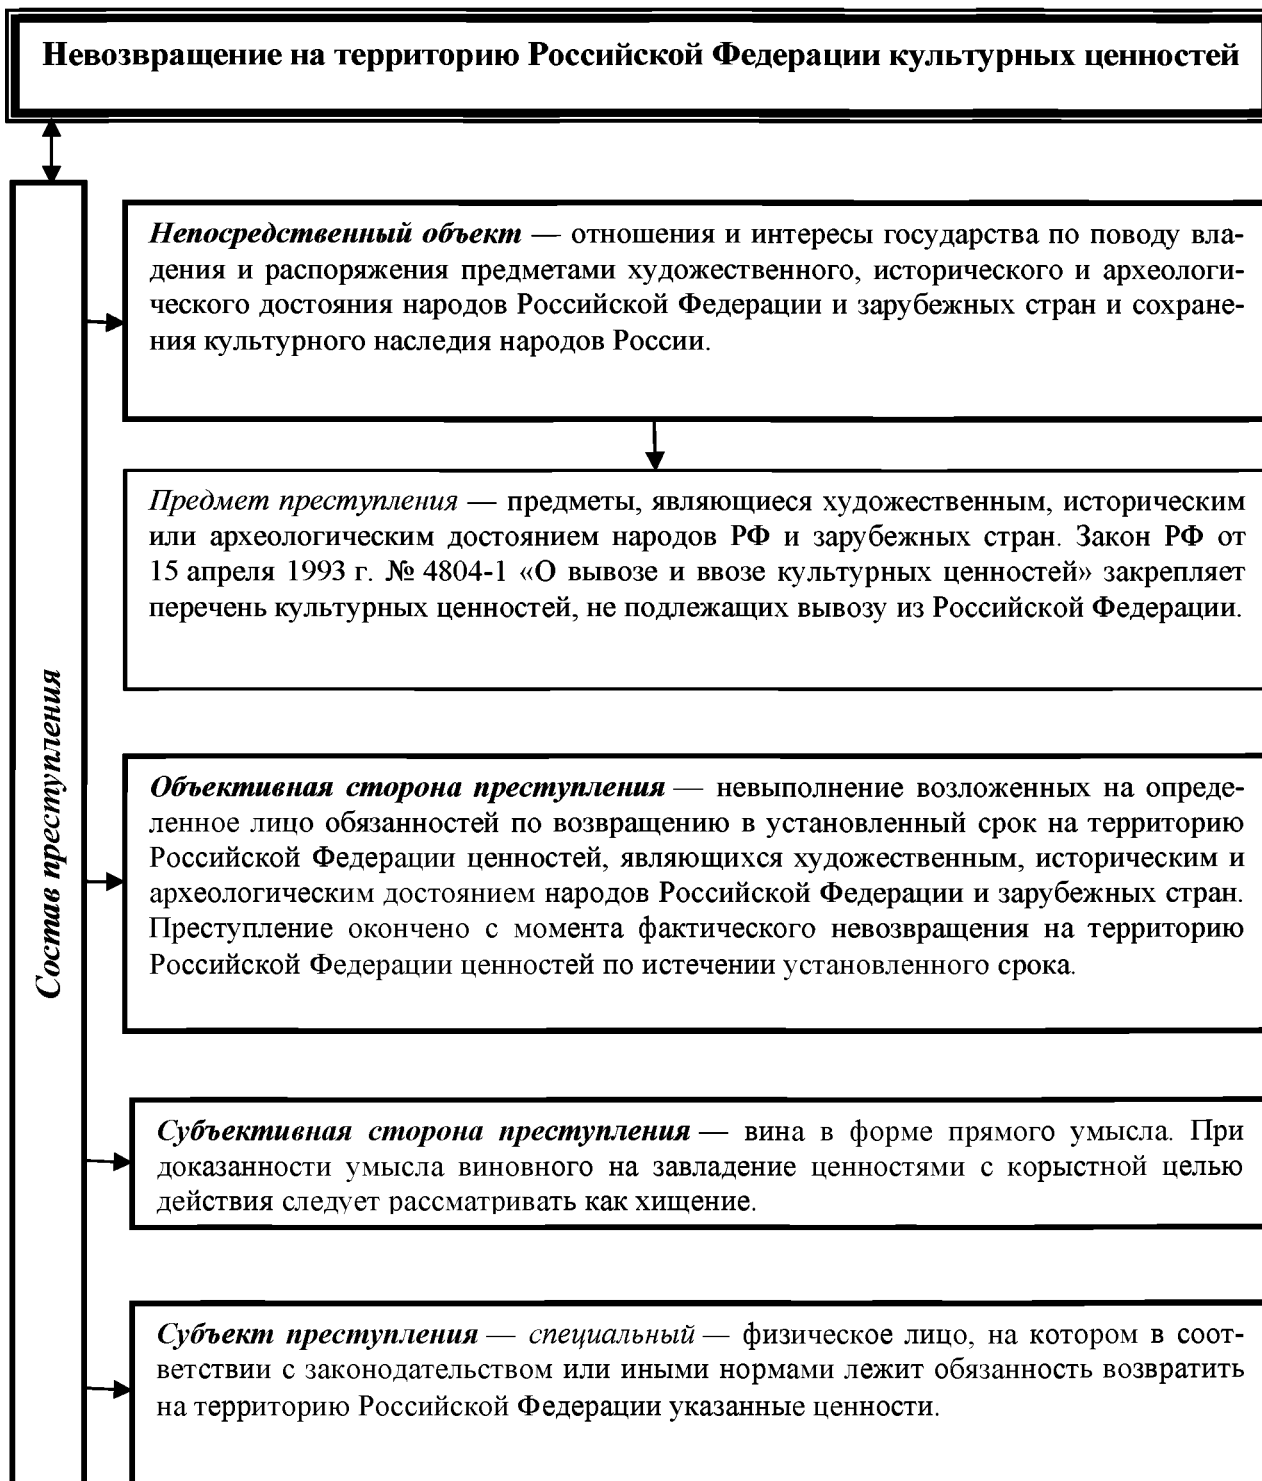 Невозвращение на территорию Российской Федерации культурных ценностей
Непосредственный объект — отношения и интересы государства по поводу вла-
дения и распоряжения предметами художественного, исторического и археологи-
ческого достояния народов Российской Федерации и зарубежных стран и сохране-
ния культурного наследия народов России.
Предмет преступления — предметы, являющиеся художественным, историческим
или археологическим достоянием народов РФ и зарубежных стран. Закон РФ от
15 апреля 1993 г. № 4804-1 «О вывозе и ввозе культурных ценностей» закрепляет
перечень культурных ценностей, не подлежащих вывозу из Российской Федерации.
Состав преступления
Объективная сторона преступления — невыполнение возложенных на опреде-
ленное лицо обязанностей по возвращению в установленный срок на территорию
Российской Федерации ценностей, являющихся художественным, историческим и
археологическим достоянием народов Российской Федерации и зарубежных стран.
Преступление окончено с момента фактического невозвращения на территорию
Российской Федерации ценностей по истечении установленного срока.
Субъективная сторона преступления — вина в форме прямого умысла. При
доказанности умысла виновного на завладение ценностями с корыстной целью
действия следует рассматривать как хищение.
Субъект преступления — специальный — физическое лицо, на котором в соот-
ветствии с законодательством или иными нормами лежит обязанность возвратить
на территорию Российской Федерации указанные ценности.